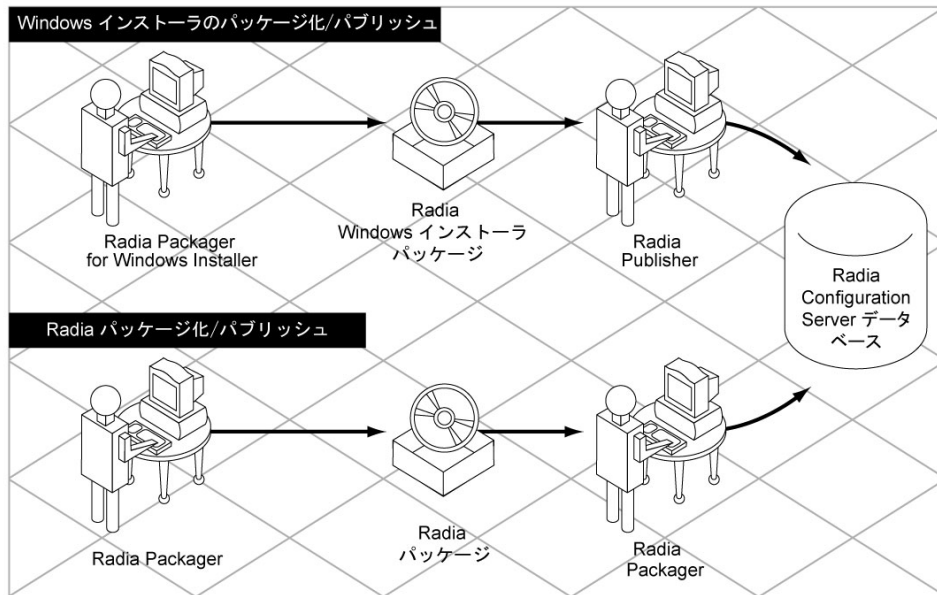 Windows インストーラのパッケージ化/パブリッシュ
Radia Packager
for Windows Installer
Radia
Windows インストーラ
パッケージ
Radia
Publisher
Radia
Configuration
Server データ
ベース
Radia パッケージ化/パブリッシュ
Radia Packager
Radia
パッケージ
Radia
Packager